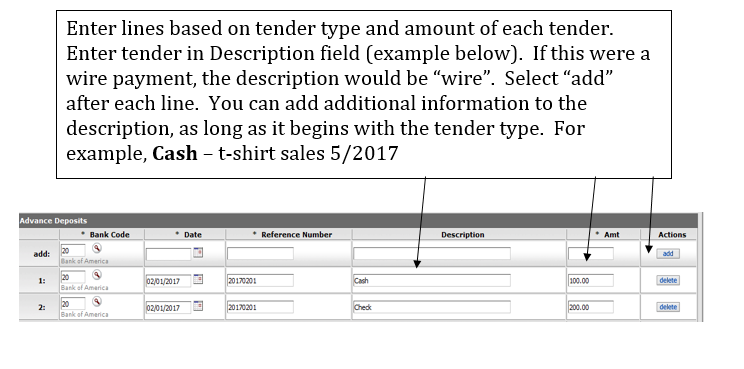 Enter lines based on tender type and amount of each tender.
Enter tender in Description field (example below).  If this were a
wire payment, the description would be “wire”.  Select “add”
after each line.  You can add additional information to the
description, as long as it begins with the tender type.  For
example, Cash – t-shirt sales 5/2017
Advance Deposits
* Bank Code * Date * Reference Number Description * Amt Actions
add: 20 add
Bank of America
1: 20 02/01/2017 20170201 Cash 100.00 delete
Bank of America
2: 20 02/01/2017 20170201 Check 200.00 delete
Bank of America